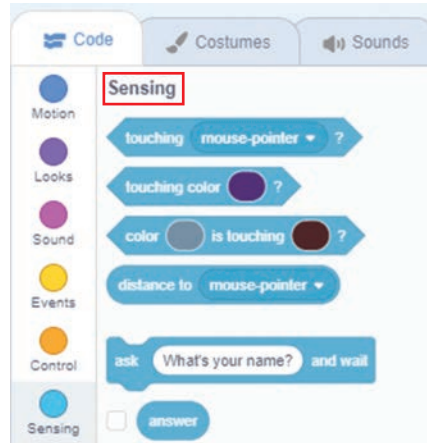 Code Costumes Sounds
Motion
Looks
Sound
Events
Control
Sensing
Sensing
touching mouse-pointer ?
touching color ?
color is touching ?
distance to mouse-pointer
ask What's your name? and wait
answer